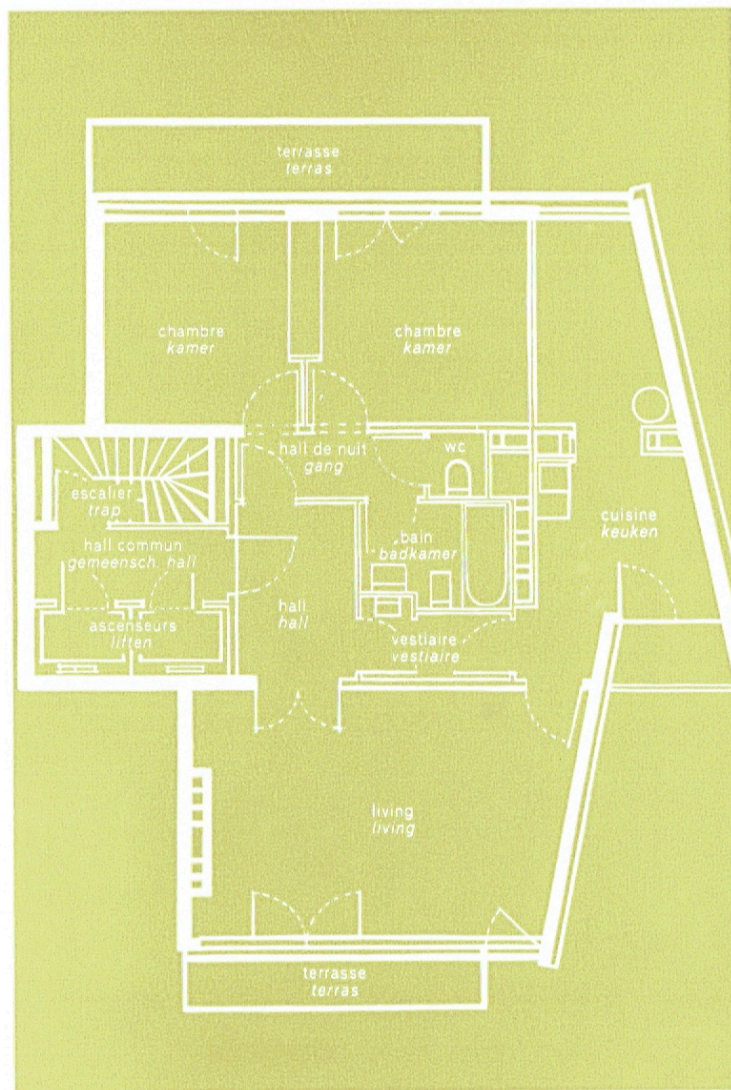 terrasse
terras
chambre
kamer
chambre
kamer
hall de nuit
gang
wc
escalier
trap
bain
badkamer
cuisine
keuken
hall commun
gemeensch. hall
hall
hall
ascenseurs
liften
vestiaire
vestiaire
living
living
terrasse
terras